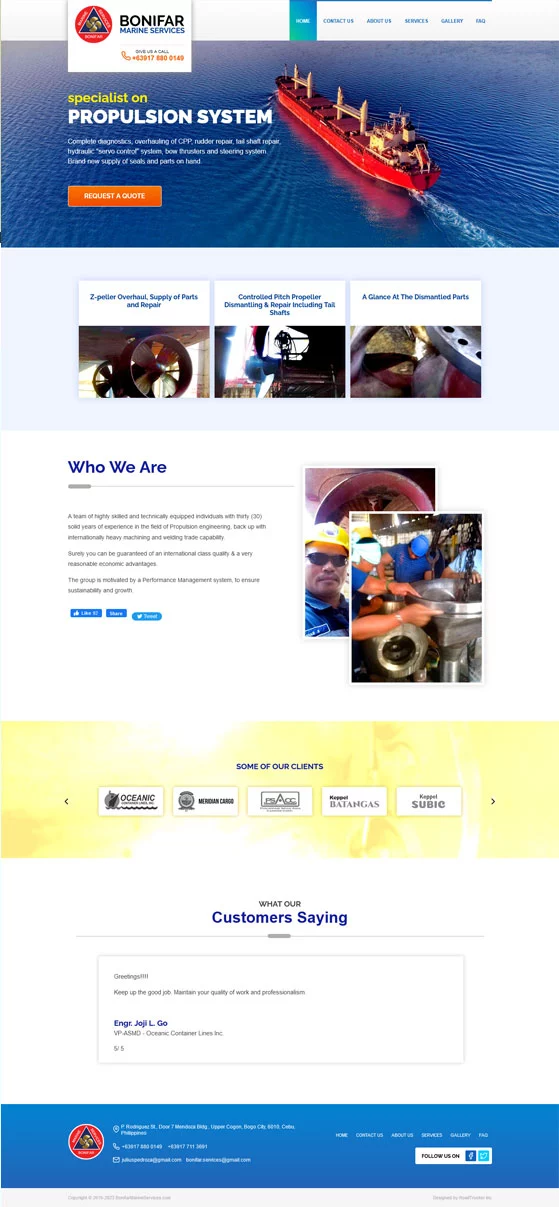 MARINE SERVICES
BONIFAR
BONIFAR
MARINE SERVICES
GIVE US A CALL
+63917 880 0149
HOME CONTACT US ABOUT US SERVICES GALLERY FAQ
specialist on
PROPULSION SYSTEM
Complete diagnostics, overhauling of CPP, rudder repair, tail shaft repair,
hydraulic "servo control" system, bow thrusters and steering system.
Brand new supply of seals and parts on hand.
REQUEST A QUOTE
Z-peller Overhaul, Supply of Parts
and Repair
Controlled Pitch Propeller
Dismantling & Repair Including Tail
Shafts
A Glance At The Dismantled Parts
Who We Are
A team of highly skilled and technically equipped individuals with thirty (30)
solid years of experience in the field of Propulsion engineering, back up with
internationally heavy machining and welding trade capability.
Surely you can be guaranteed of an international class quality & a very
reasonable economic advantages.
The group is motivated by a Performance Management system, to ensure
sustainability and growth.
Like 92 Share Tweet
SOME OF OUR CLIENTS
OCEANIC
CONTAINER LINES, INC.
MERIDIAN CARGO
PSACC
Keppel
BATANGAS
Keppel
SUBIC
WHAT OUR
Customers Saying
Greetings!!!!!
Keep up the good job. Maintain your quality of work and professionalism.
Engr. Joji L. Go
VP-ASMD - Oceanic Container Lines Inc.
5/ 5
BONIFAR
P. Rodriguez St., Door 7 Mendoza Bldg., Upper Cogon, Bogo City, 6010, Cebu,
Philippines
+63917 880 0149 +63917 711 3691
juliuspedroza@gmail.com bonifar.services@gmail.com
HOME CONTACT US ABOUT US SERVICES GALLERY FAQ
FOLLOW US ON